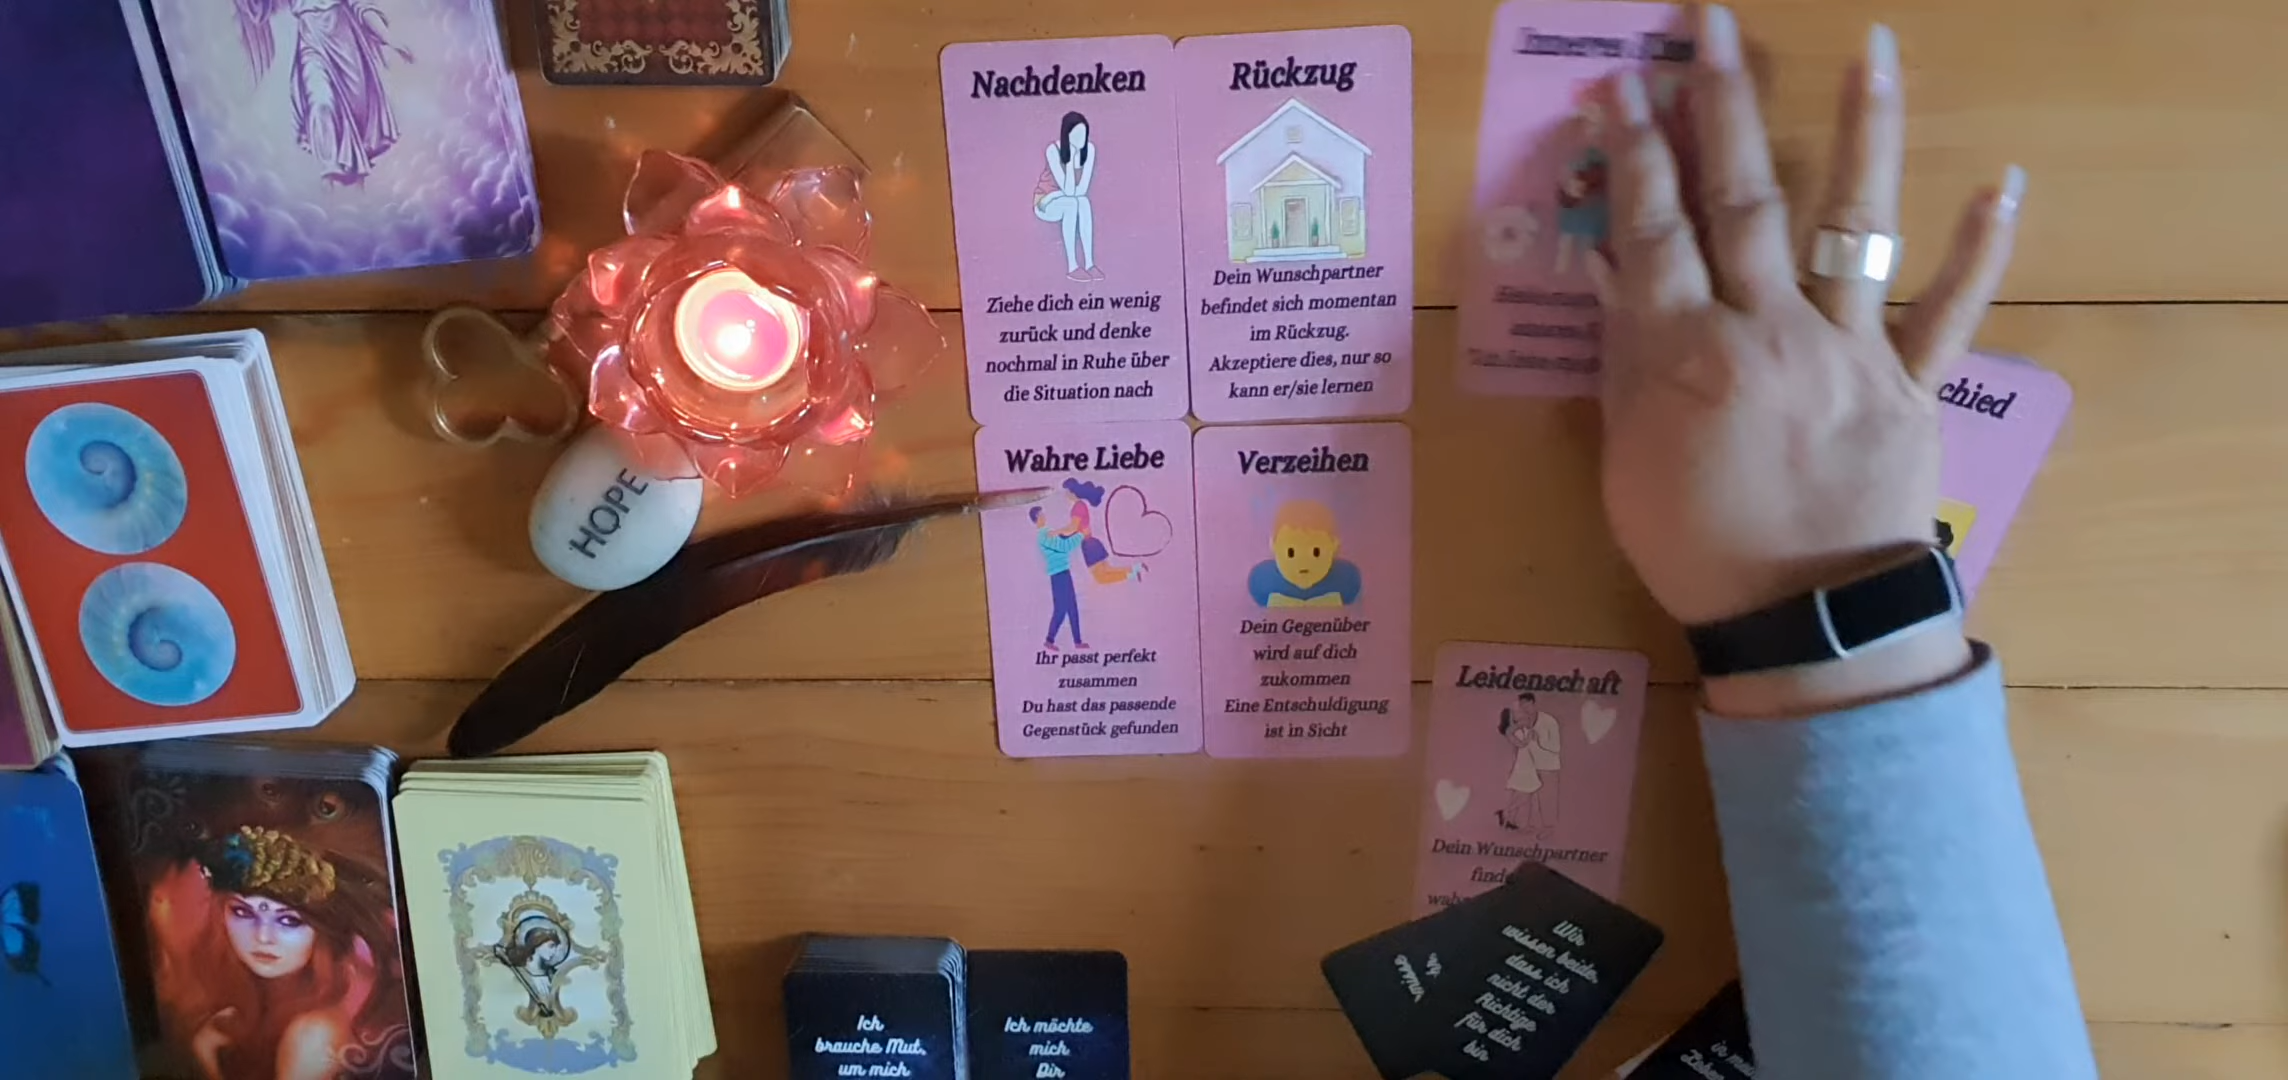 Nachdenken
Ziehe dich ein wenig
zurück und denke
nochmal in Ruhe über
die Situation nach
Rückzug
Dein Wunschpartner
befindet sich momentan
im Rückzug.
Akzeptiere dies, nur so
kann er/sie lernen
Wahre Liebe
Ihr passt perfekt
zusammen
Du hast das passende
Gegenstück gefunden
Verzeihen
Dein Gegenüber
wird auf dich
zukommen
Eine Entschuldigung
ist in Sicht
Inneres
chied
Leidenschaft
Dein Wunschpartner
HOPE
Ich
brauche Mut,
um mich
Ich möchte
mich
Dir
Wir
wissen beide,
dass ich
nicht der
Richtige
für dich
bin